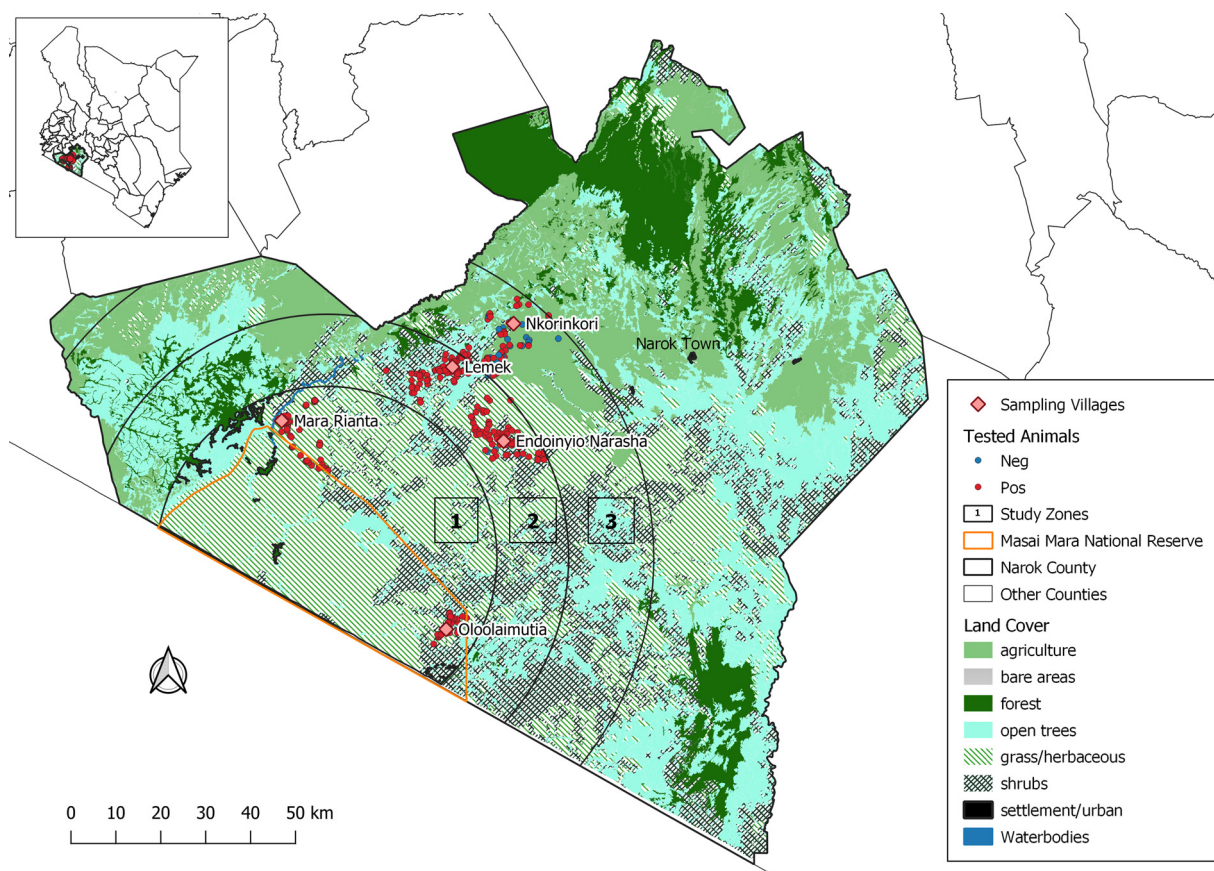 Nkorinkori
Narok Town
Lemek
Mara Rianta
Endoinyio Narasha
1
2
3
Oloolaimutia
0 10 20 30 40 50 km
Sampling Villages
Tested Animals
Neg
Pos
1 Study Zones
Masai Mara National Reserve
Narok County
Other Counties
Land Cover
agriculture
bare areas
forest
open trees
grass/herbaceous
shrubs
settlement/urban
Waterbodies